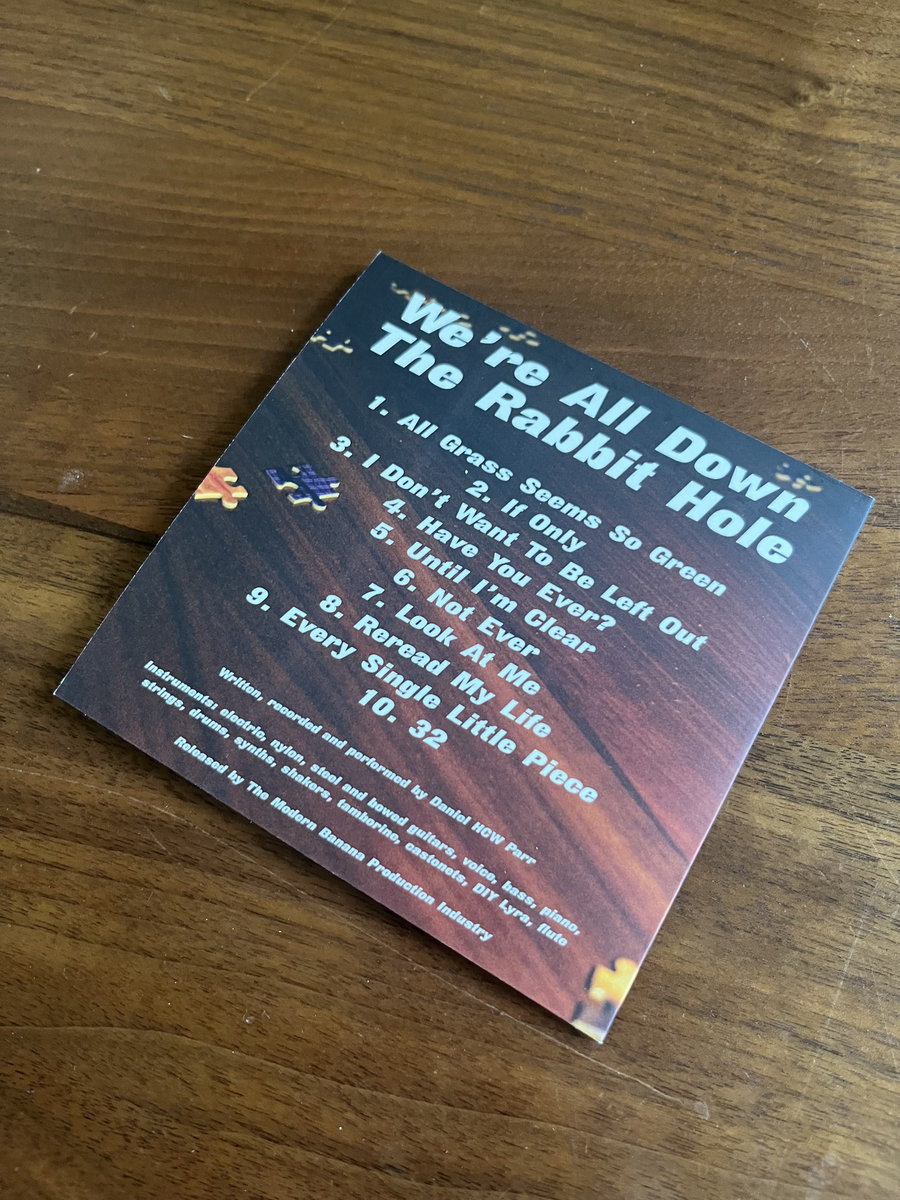 We're All Down
The Rabbit Hole
1. All Grass Seems So Green
2. If Only
3. I Don't Want To Be Left Out
4. Have You Ever?
5. Until I'm Clear
6. Not Ever
7. Look At Me
8. Reread My Life
9. Every Single Little Piece
10. 32
Written, recorded and performed by Daniel HCW Parr
Instruments: electric, nylon, steel and bowed guitars, voice, bass, piano,
strings, drums, synths, shakers, tamborine, castonets, DIY Lyra, flute
Released by The Modern Banana Production Industry